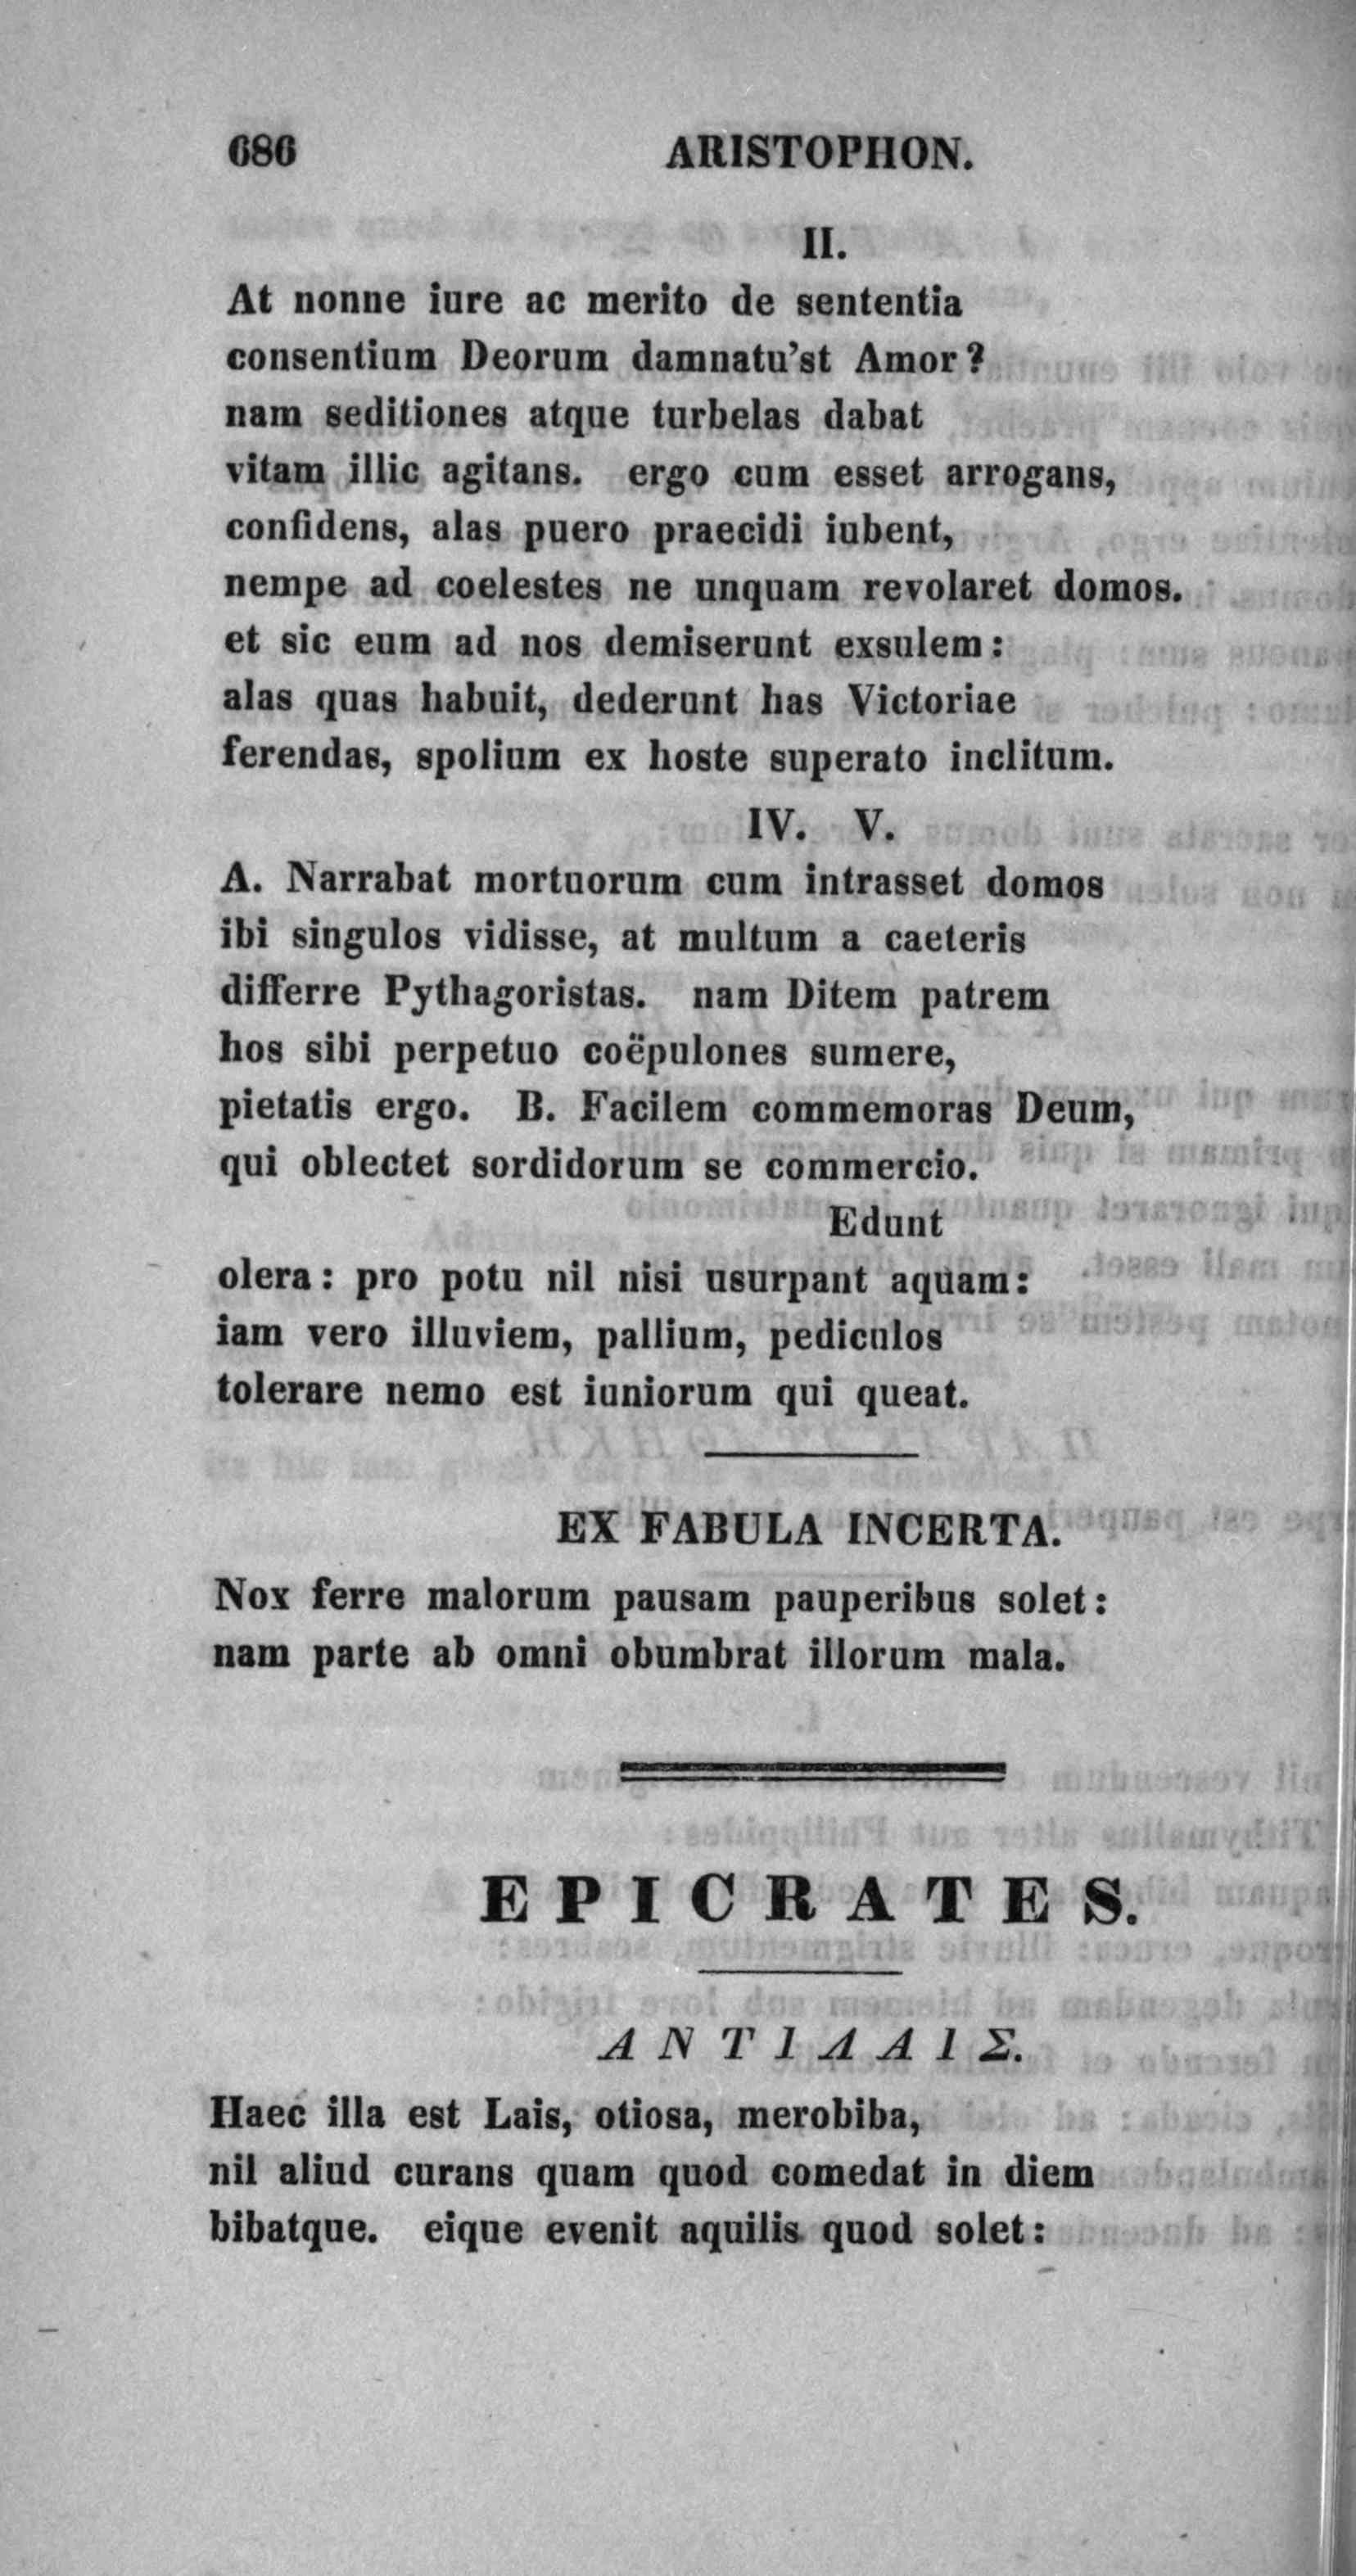 686 ARISTOPHON.
II.
At nonne iure ac merito de sententia
consentium Deorum damnatu'st Amor?
nam seditiones atque turbelas dabat
vitam illic agitans. ergo cum esset arrogans,
confidens, alas puero praecidi iubent,
nempe ad coelestes ne unquam revolaret domos.
et sic eum ad nos demiserunt exsulem:
alas quas habuit, dederunt has Victoriae
ferendas, spolium ex hoste superato inclitum.
IV. V.
A. Narrabat mortuorum cum intrasset domos
ibi singulos vidisse, at multum a caeteris
differre Pythagoristas. nam Ditem patrem
hos sibi perpetuo coëpulones sumere,
pietatis ergo. B. Facilem commemoras Deum,
qui oblectet sordidorum se commercio.
Edunt
olera: pro potu nil nisi usurpant aquam:
iam vero illuviem, pallium, pediculos
tolerare nemo est iuniorum qui queat.
EX FABULA INCERTA.
Nox ferre malorum pausam pauperibus solet:
nam parte ab omni obumbrat illorum mala.
EPICRATES.
ΑΝΤΙΛΑΙΣ.
Haec illa est Lais, otiosa, merobiba,
nil aliud curans quam quod comedat in diem
bibatque. eique evenit aquilis quod solet: